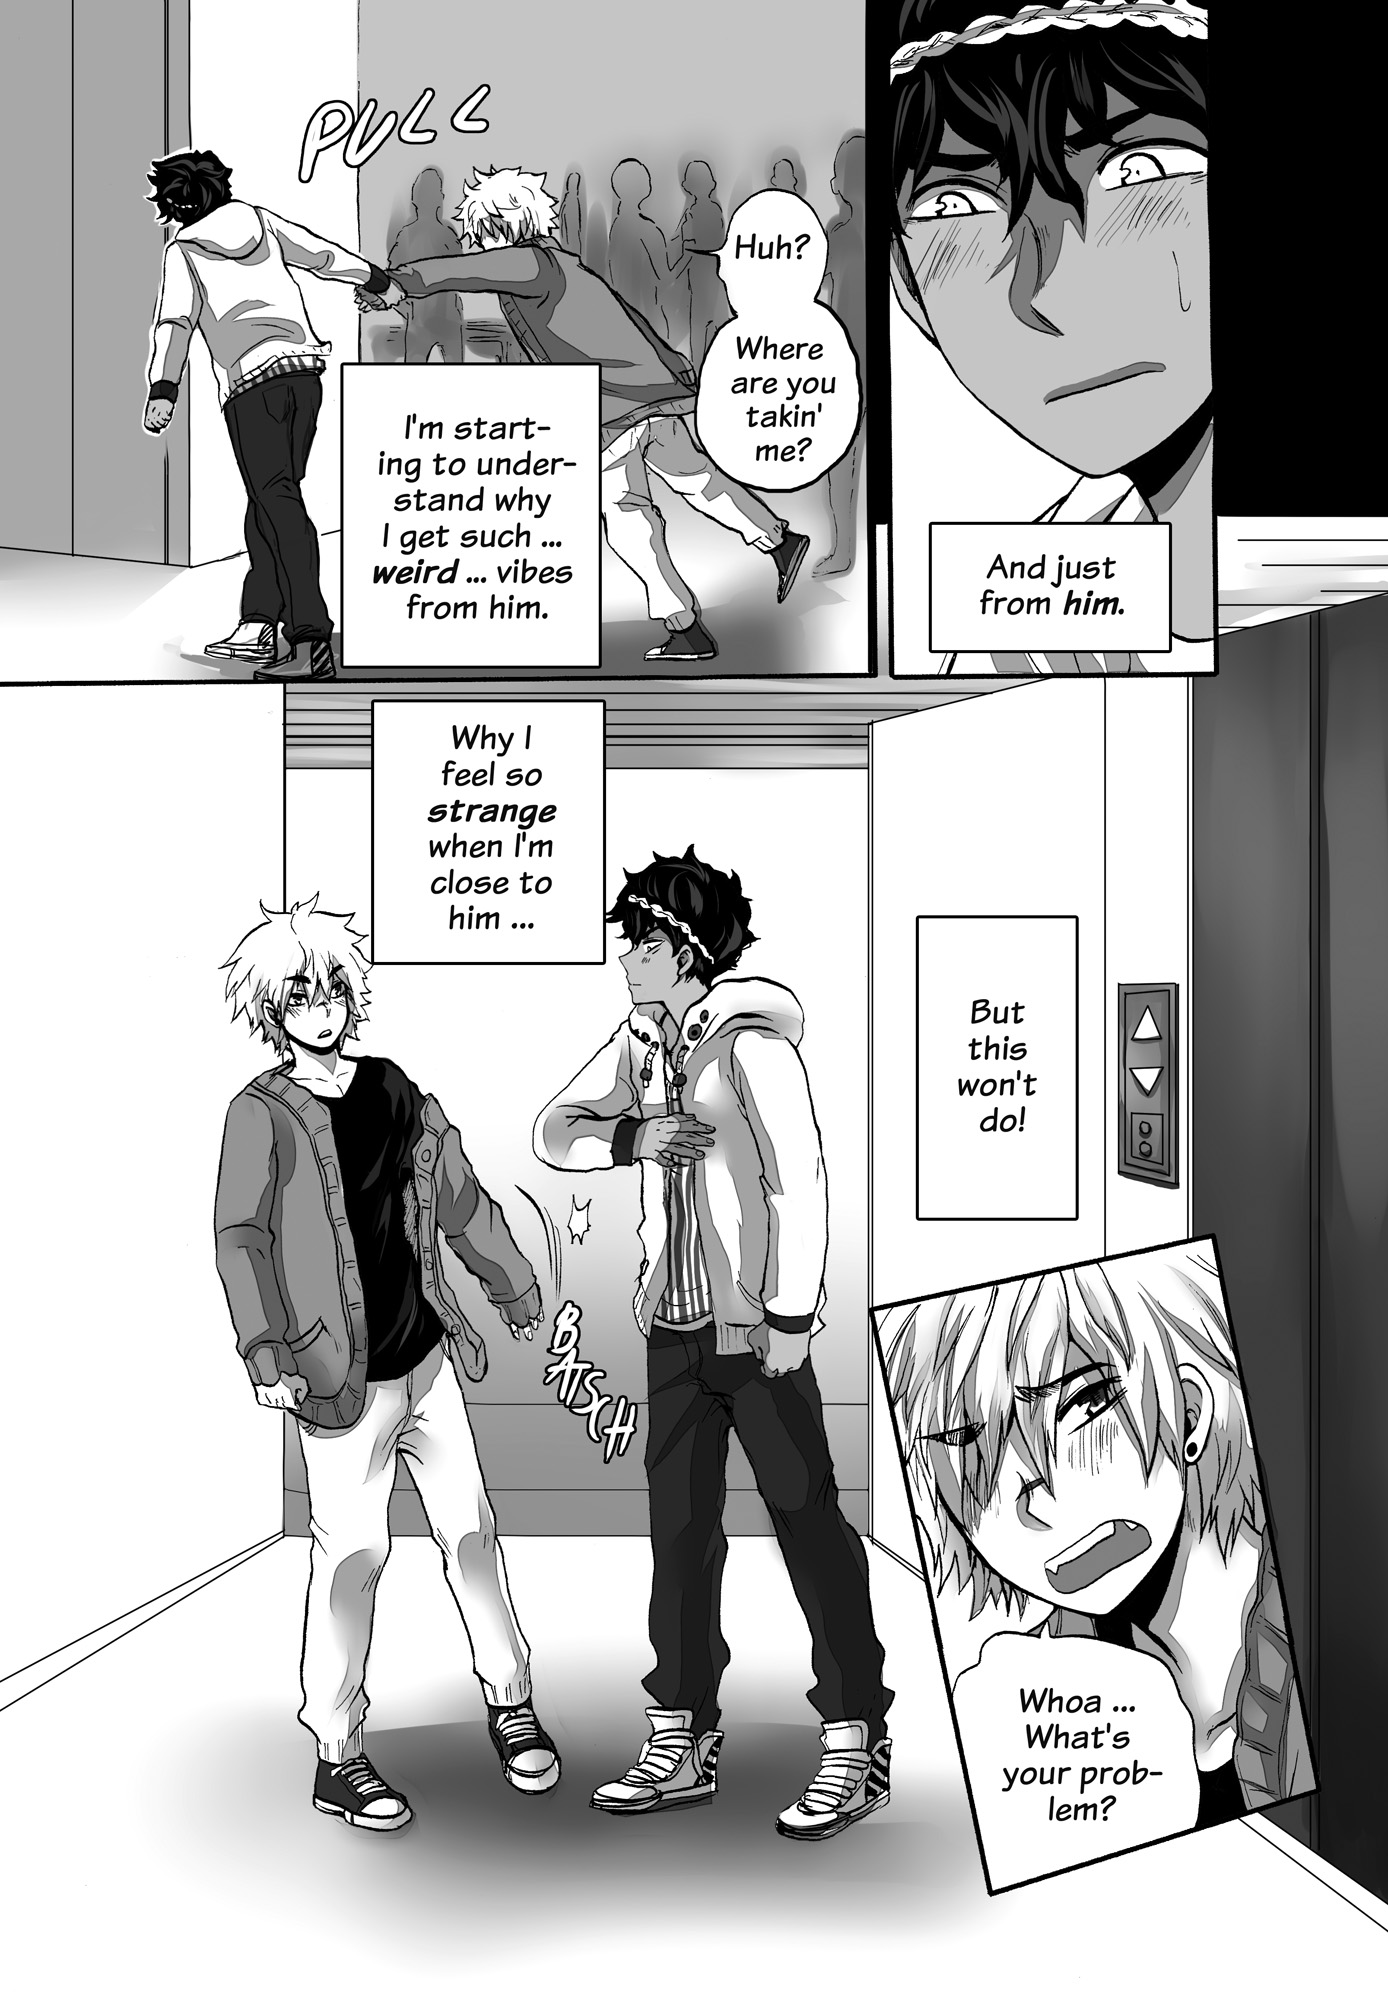 PULL
Huh?
Where
are you
takin'
me?
I'm start-
ing to under-
stand why
I get such ...
weird ... vibes
from him.
And just
from him.
Why I
feel so
strange
when I'm
close to
him ...
But
this
won't
do!
BATSCH
Whoa ...
What's
your prob-
lem?